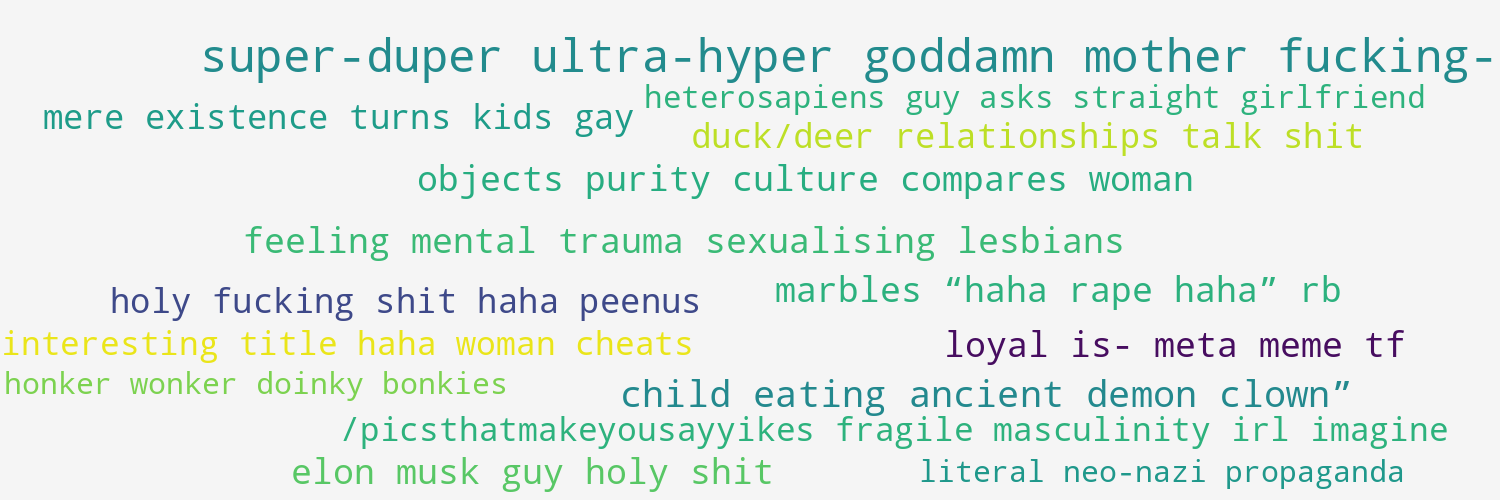 super-duper ultra-hyper goddamn mother fucking-
heterosapiens guy asks straight girlfriend
mere existence turns kids gay
duck/deer relationships talk shit
objects purity culture compares woman
feeling mental trauma sexualising lesbians
marbles “haha rape haha” rb
holy fucking shit haha peenus
interesting title haha woman cheats
loyal is- meta meme tf
honker wonker doinky bonkies
child eating ancient demon clown”
/picsthatmakeyousayyikes fragile masculinity irl imagine
elon musk guy holy shit
literal neo-nazi propaganda